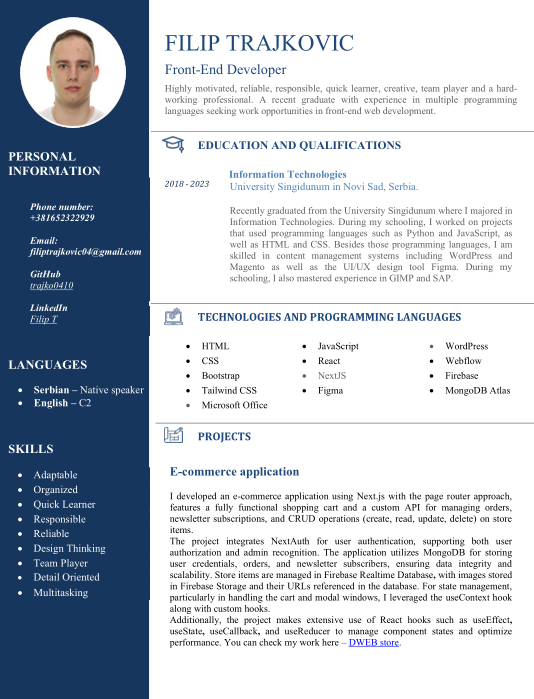 FILIP TRAJKOVIC
Front-End Developer
Highly motivated, reliable, responsible, quick learner, creative, team player and a hard-
working professional. A recent graduate with experience in multiple programming
languages seeking work opportunities in front-end web development.
PERSONAL
INFORMATION
Phone number:
+381652322929
Email:
filiptrajkovic04@gmail.com
GitHub
trajko0410
LinkedIn
Filip T
LANGUAGES
• Serbian – Native speaker
• English – C2
SKILLS
• Adaptable
• Organized
• Quick Learner
• Responsible
• Reliable
• Design Thinking
• Team Player
• Detail Oriented
• Multitasking
EDUCATION AND QUALIFICATIONS
2018 - 2023
Information Technologies
University Singidunum in Novi Sad, Serbia.
Recently graduated from the University Singidunum where I majored in
Information Technologies. During my schooling, I worked on projects
that used programming languages such as Python and JavaScript, as
well as HTML and CSS. Besides those programming languages, I am
skilled in content management systems including WordPress and
Magento as well as the UI/UX design tool Figma. During my
schooling, I also mastered experience in GIMP and SAP.
TECHNOLOGIES AND PROGRAMMING LANGUAGES
• HTML
• CSS
• Bootstrap
• Tailwind CSS
• Microsoft Office
• JavaScript
• React
• NextJS
• Figma
• WordPress
• Webflow
• Firebase
• MongoDB Atlas
PROJECTS
E-commerce application
I developed an e-commerce application using Next.js with the page router approach,
features a fully functional shopping cart and a custom API for managing orders,
newsletter subscriptions, and CRUD operations (create, read, update, delete) on store
items.
The project integrates NextAuth for user authentication, supporting both user
authorization and admin recognition. The application utilizes MongoDB for storing
user credentials, orders, and newsletter subscribers, ensuring data integrity and
scalability. Store items are managed in Firebase Realtime Database, with images stored
in Firebase Storage and their URLs referenced in the database. For state management,
particularly in handling the cart and modal windows, I leveraged the useContext hook
along with custom hooks.
Additionally, the project makes extensive use of React hooks such as useEffect,
useState, useCallback, and useReducer to manage component states and optimize
performance. You can check my work here – DWEB store.